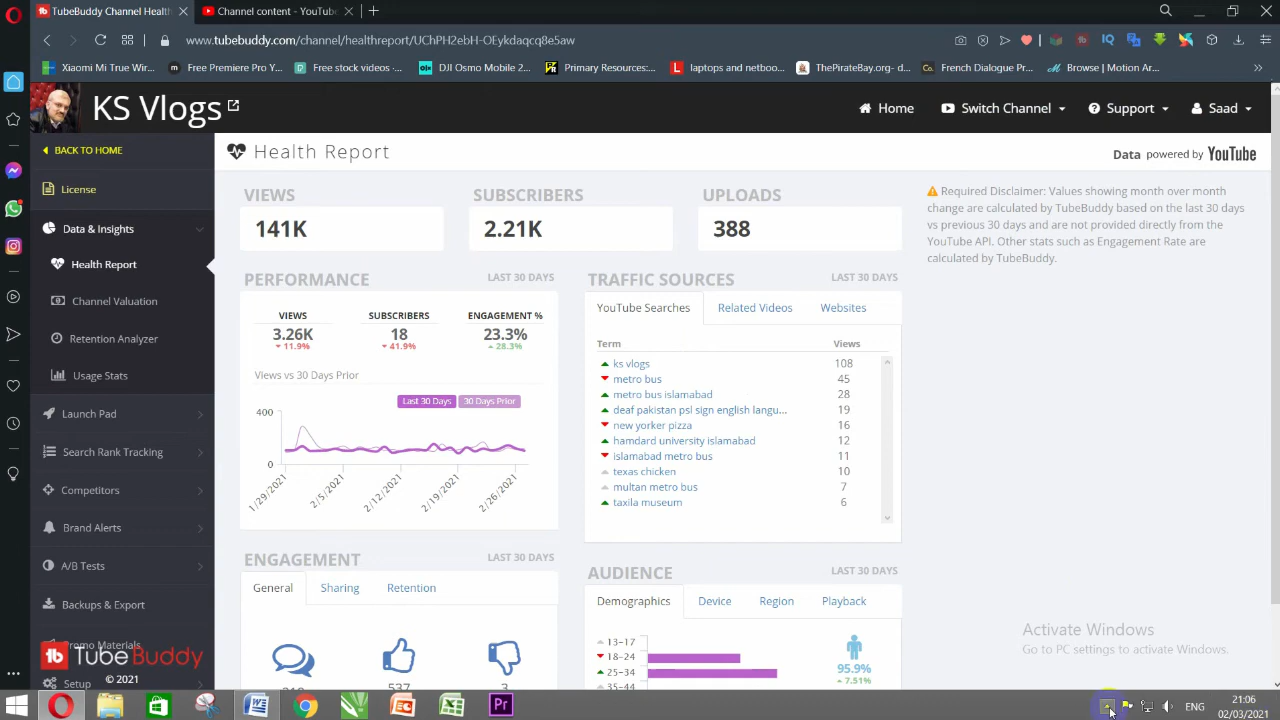 TubeBuddy Channel Health
Channel content - YouTube
www.tubebuddy.com/channel/healthreport/UChPH2ebH-OEykdaqcq8e5aw
Xiaomi Mi True Wir...
Free Premiere Pro Y...
Free stock videos ·...
DJI Osmo Mobile 2...
Primary Resources:...
laptops and netboo...
ThePirateBay.org- d...
French Dialogue Pr...
Browse | Motion Ar...
KS Vlogs
Home
Switch Channel
Support
Saad
BACK TO HOME
License
Data & Insights
Health Report
Channel Valuation
Retention Analyzer
Usage Stats
Launch Pad
Search Rank Tracking
Competitors
Brand Alerts
A/B Tests
Backups & Export
Promo Materials
TubeBuddy
© 2021
Setup
Health Report
Data powered by YouTube
VIEWS
141K
SUBSCRIBERS
2.21K
UPLOADS
388
Required Disclaimer: Values showing month over month
change are calculated by TubeBuddy based on the last 30 days
vs previous 30 days and are not provided directly from the
YouTube API. Other stats such as Engagement Rate are
calculated by TubeBuddy.
PERFORMANCE
LAST 30 DAYS
VIEWS
3.26K
11.9%
SUBSCRIBERS
18
41.9%
ENGAGEMENT %
23.3%
28.3%
Views vs 30 Days Prior
Last 30 Days
30 Days Prior
400
0
1/29/2021
2/5/2021
2/12/2021
2/19/2021
2/26/2021
TRAFFIC SOURCES
LAST 30 DAYS
YouTube Searches
Related Videos
Websites
Term Views
ks vlogs 108
metro bus 45
metro bus islamabad 28
deaf pakistan psl sign english langu... 19
new yorker pizza 16
hamdard university islamabad 12
islamabad metro bus 11
texas chicken 10
multan metro bus 7
taxila museum 6
ENGAGEMENT
LAST 30 DAYS
General
Sharing
Retention
537
3
AUDIENCE
LAST 30 DAYS
Demographics
Device
Region
Playback
13-17
18-24
25-34
35-44
95.9%
7.51%
Activate Windows
Go to PC settings to activate Windows.
ENG
21:06
02/03/2021